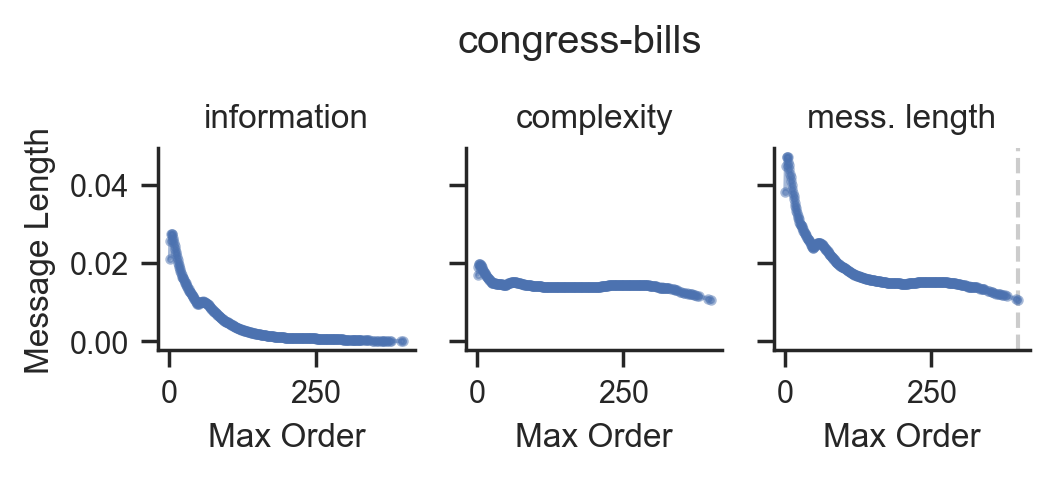 congress-bills
information complexity mess. length
Message Length
0.04
0.02
0.00
0 250 0 250 0 250
Max Order Max Order Max Order